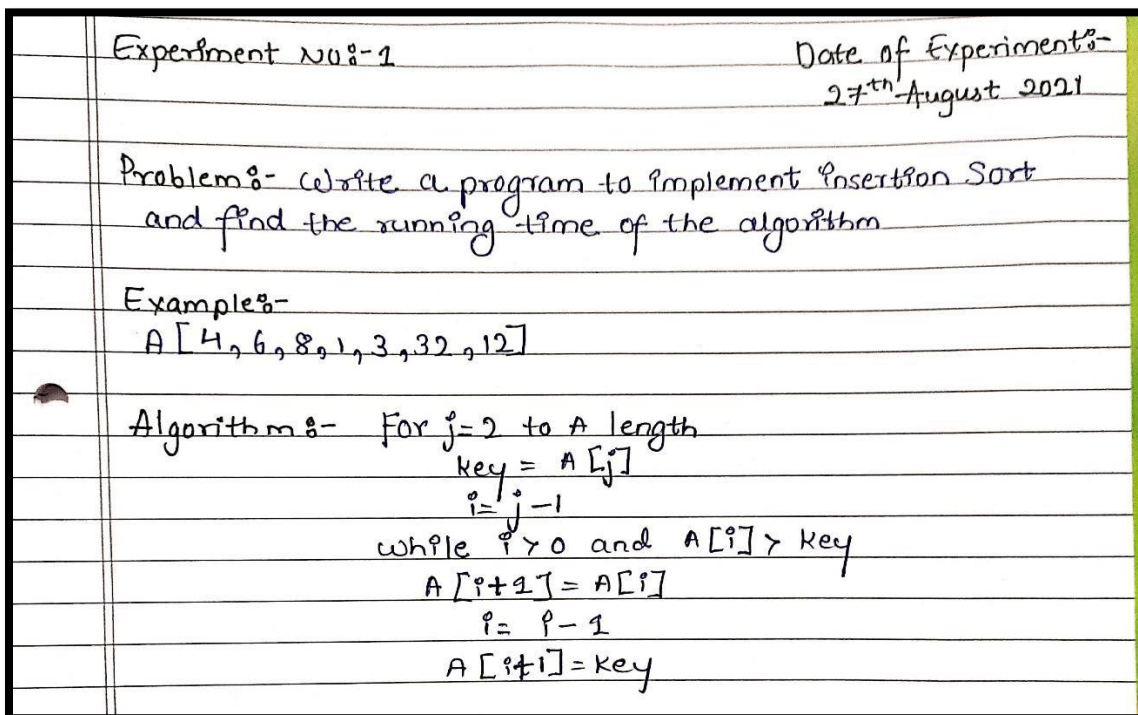 Experiment No:-1
Date of Experiment:-
27th August 2021
Problem:- Write a program to implement insertion Sort
and find the running time of the algorithm
Example:-
A [4, 6, 8, 1, 3, 32, 12]
Algorithm:- For j=2 to A length
key = A [j]
i= j-1
while i>0 and A[i] > key
A [i+1] = A[i]
i= i-1
A [i+1] = key